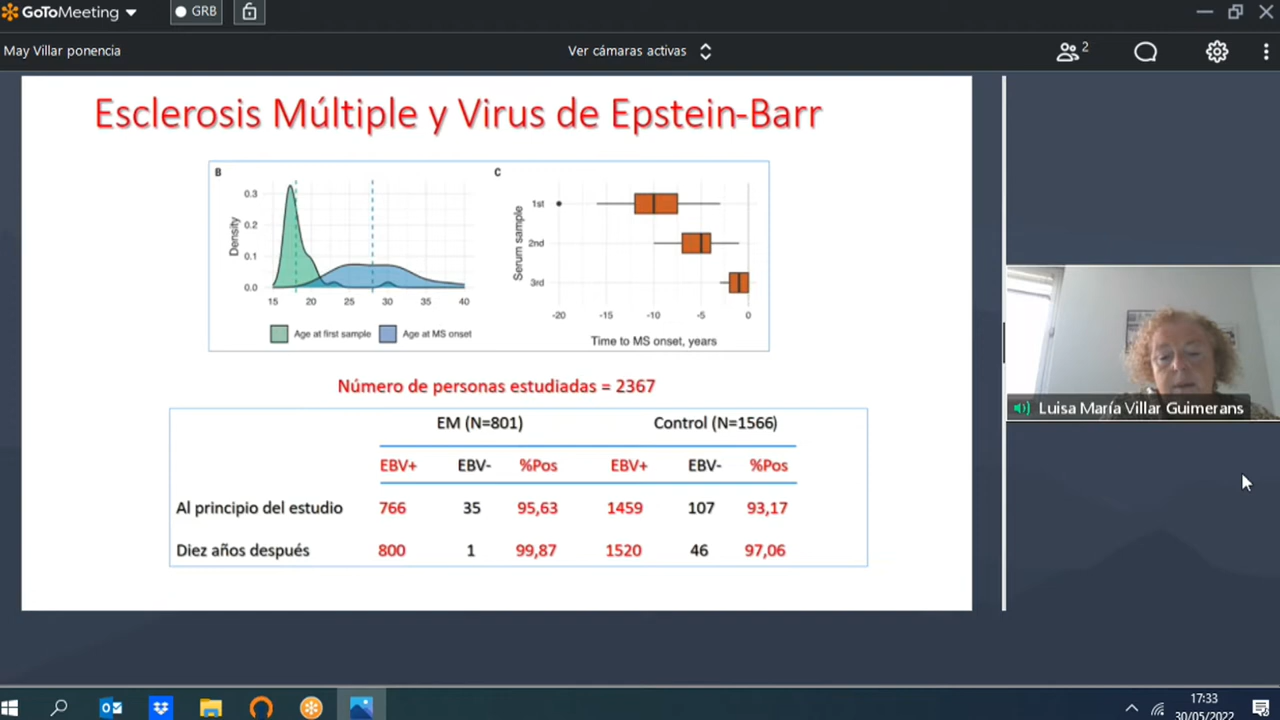 GoToMeeting
GRB
May Villar ponencia
Ver cámaras activas
2
Esclerosis Múltiple y Virus de Epstein-Barr
B
0.3
0.2
0.1
0.0
Density
15 20 25 30 35 40
Age at first sample Age at MS onset
C
1st
2nd
3rd
Serum sample
-20 -15 -10 -5 0
Time to MS onset, years
Número de personas estudiadas = 2367
EM (N=801) Control (N=1566)
EBV+ EBV- %Pos EBV+ EBV- %Pos
Al principio del estudio 766 35 95,63 1459 107 93,17
Diez años después 800 1 99,87 1520 46 97,06
Luisa María Villar Guimerans
17:33
30/05/2022